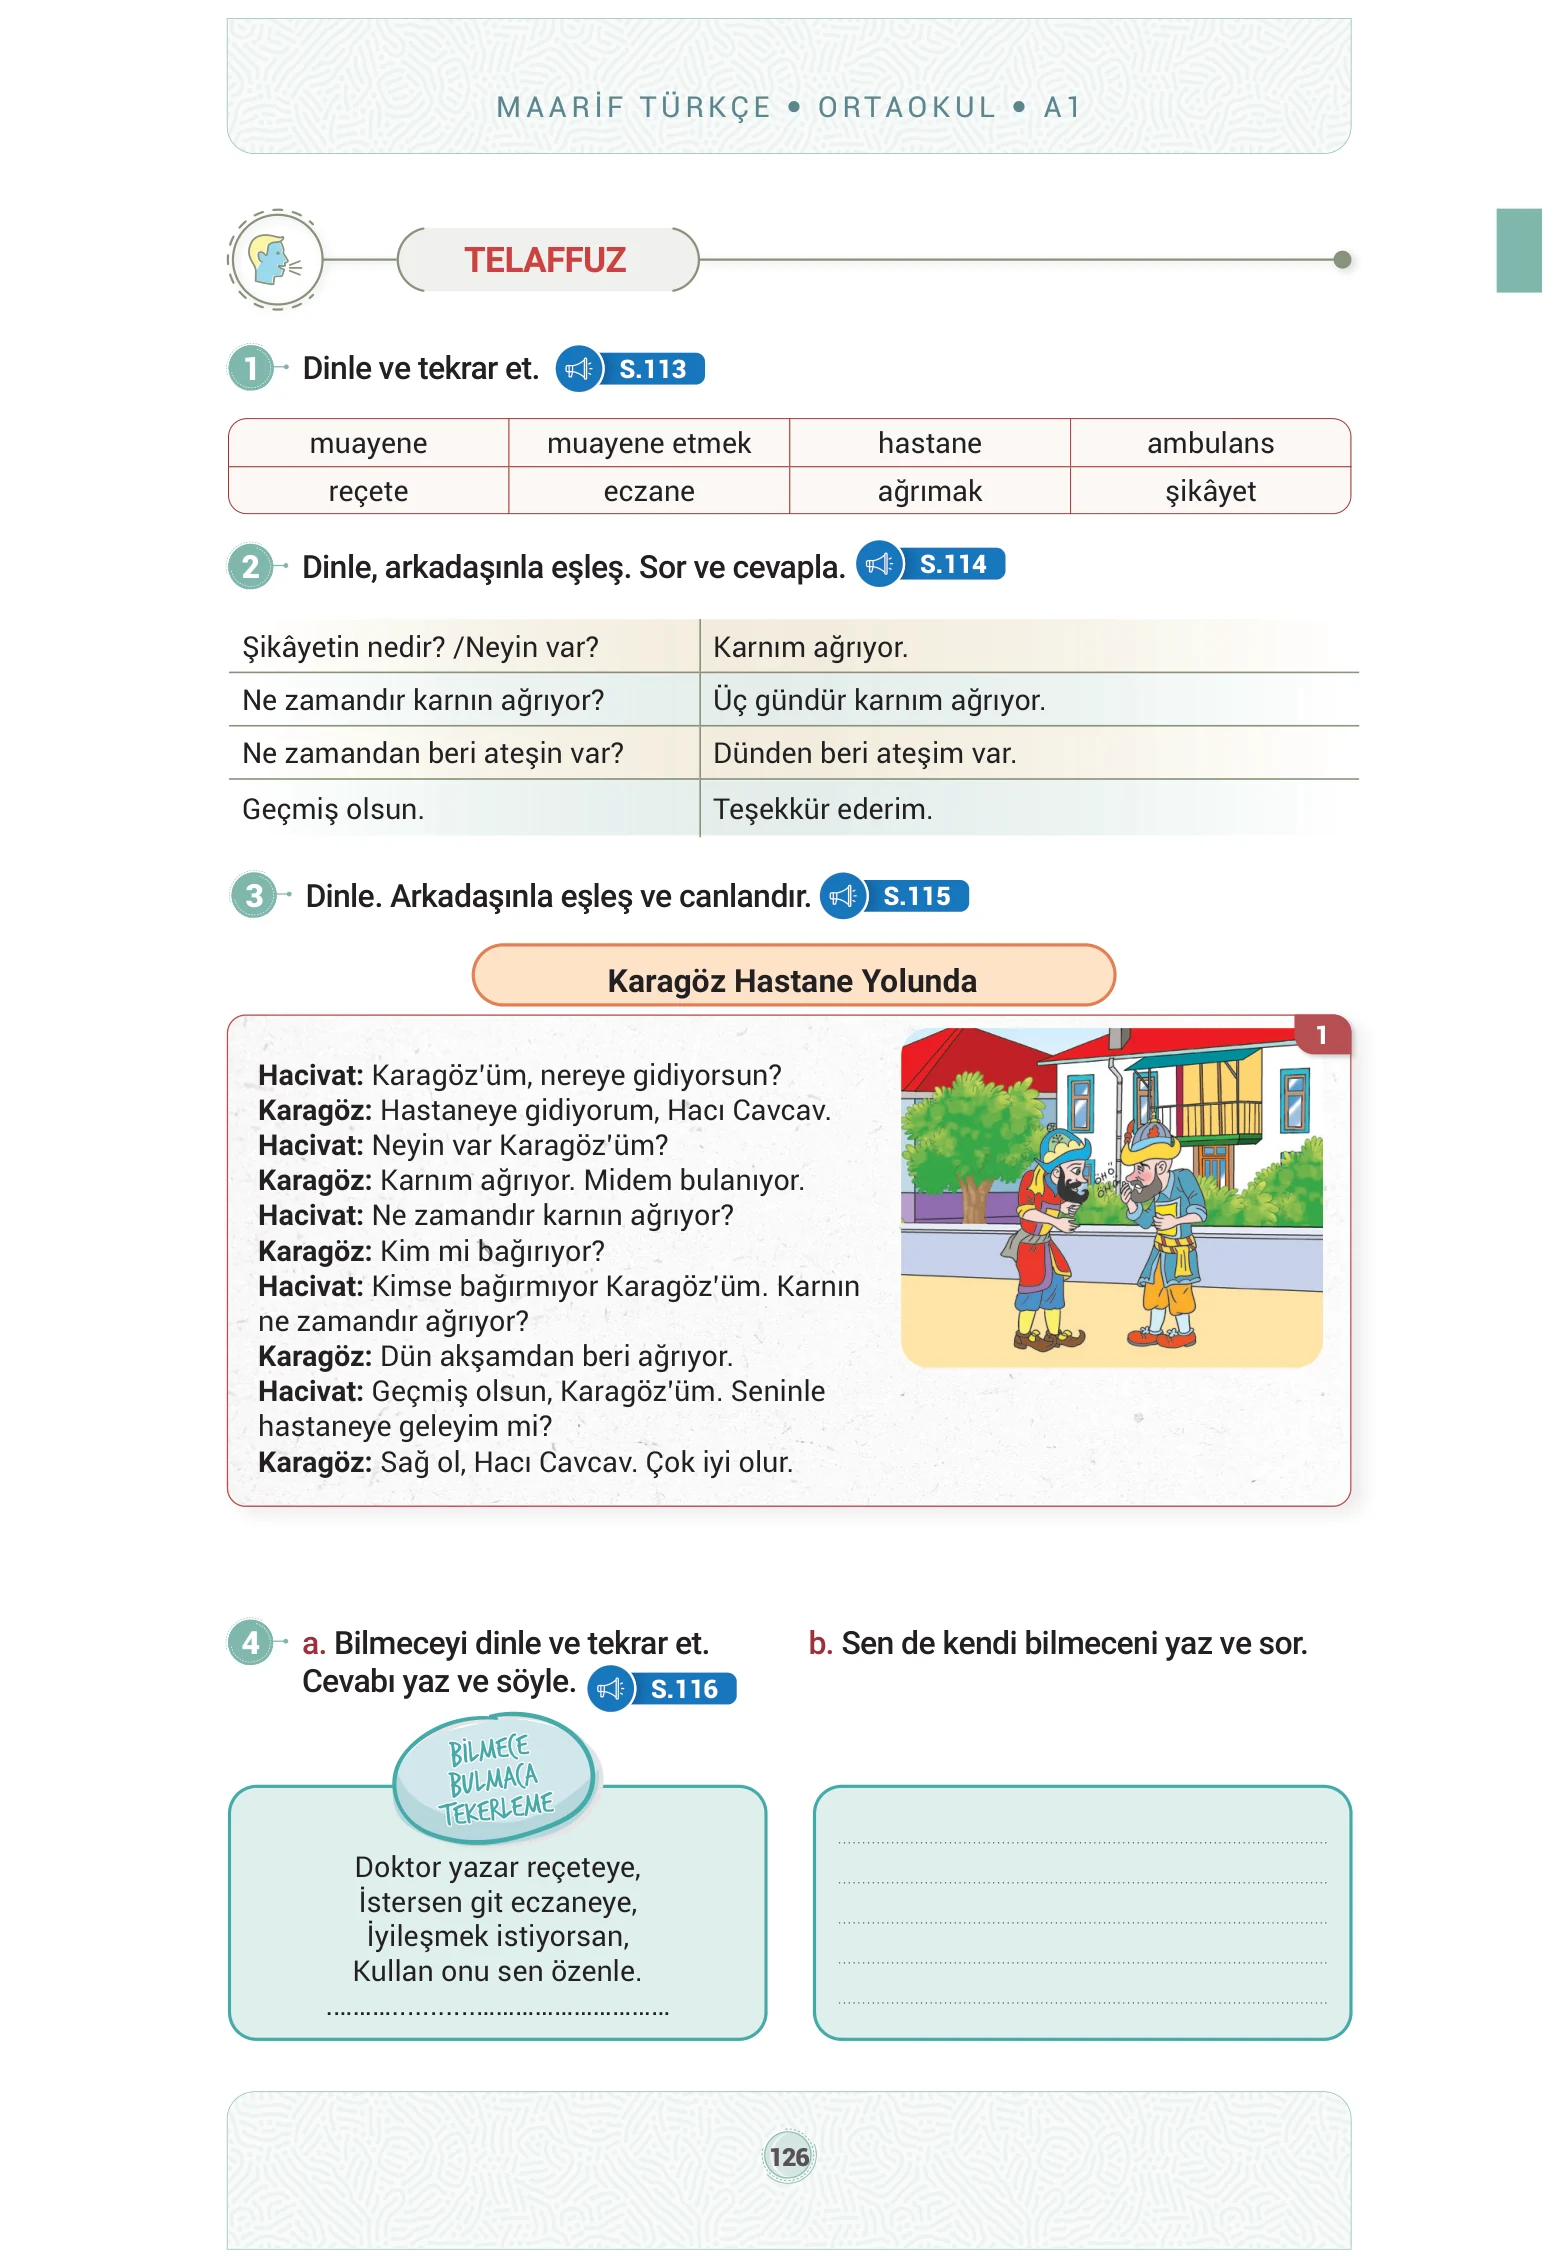 MAARİF TÜRKÇE • ORTAOKUL • A1
TELAFFUZ
1 Dinle ve tekrar et. S.113
muayene muayene etmek hastane ambulans
reçete eczane ağrımak şikâyet
2 Dinle, arkadaşınla eşleş. Sor ve cevapla. S.114
Şikâyetin nedir? /Neyin var? Karnım ağrıyor.
Ne zamandır karnın ağrıyor? Üç gündür karnım ağrıyor.
Ne zamandan beri ateşin var? Dünden beri ateşim var.
Geçmiş olsun. Teşekkür ederim.
3 Dinle. Arkadaşınla eşleş ve canlandır. S.115
Karagöz Hastane Yolunda
1
Hacivat: Karagöz'üm, nereye gidiyorsun?
Karagöz: Hastaneye gidiyorum, Hacı Cavcav.
Hacivat: Neyin var Karagöz'üm?
Karagöz: Karnım ağrıyor. Midem bulanıyor.
Hacivat: Ne zamandır karnın ağrıyor?
Karagöz: Kim mi bağırıyor?
Hacivat: Kimse bağırmıyor Karagöz'üm. Karnın
ne zamandır ağrıyor?
Karagöz: Dün akşamdan beri ağrıyor.
Hacivat: Geçmiş olsun, Karagöz'üm. Seninle
hastaneye geleyim mi?
Karagöz: Sağ ol, Hacı Cavcav. Çok iyi olur.
ÖHÖ
ÖHÖ
4 a. Bilmeceyi dinle ve tekrar et.
Cevabı yaz ve söyle. S.116
b. Sen de kendi bilmeceni yaz ve sor.
BİLMECE
BULMACA
TEKERLEME
Doktor yazar reçeteye,
İstersen git eczaneye,
İyileşmek istiyorsan,
Kullan onu sen özenle.
126